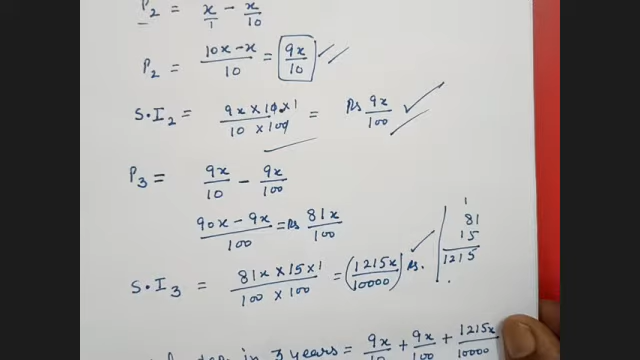 P₂ = x/1 - x/10
P₂ = 10x-x/10 = 9x/10
S.I₂ = 9x×10×1/10×100 = Rs 9x/100
P₃ = 9x/10 - 9x/100
90x-9x/100 = Rs 81x/100
1
81
15
1215
S.I₃ = 81x×15×1/100×100 = (1215x/10000) Rs.
in 3 years = 9x/10 + 9x/100 + 1215x/10000